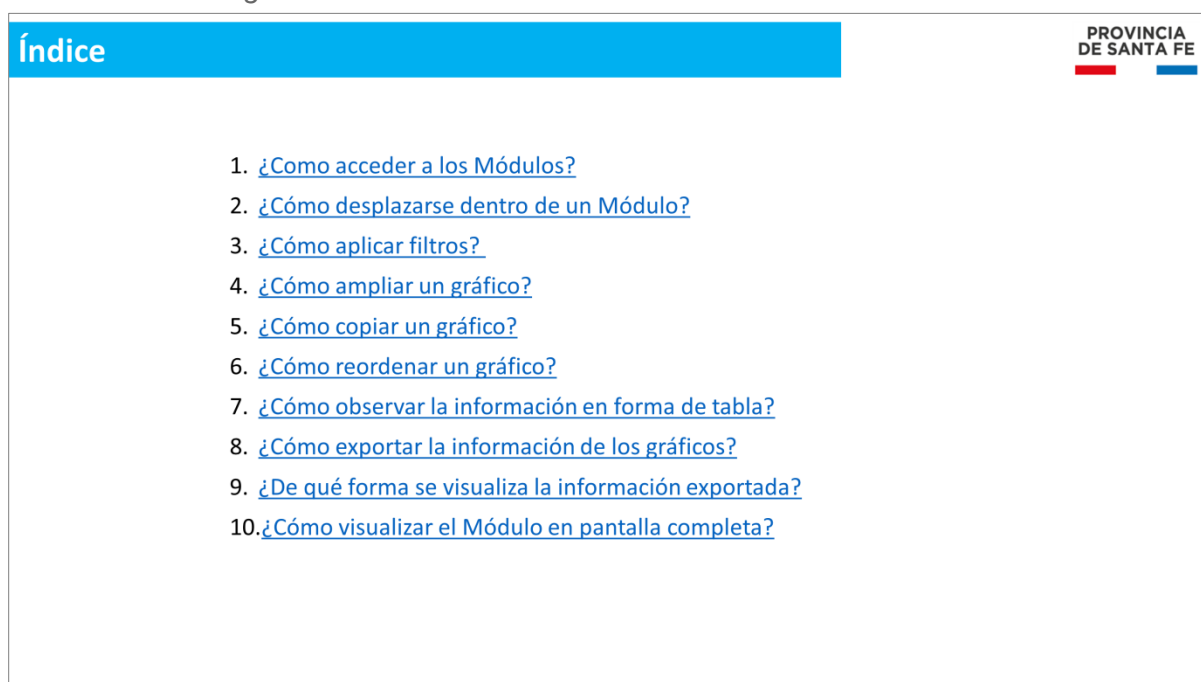 Índice
PROVINCIA
DE SANTA FE
1. ¿Como acceder a los Módulos?
2. ¿Cómo desplazarse dentro de un Módulo?
3. ¿Cómo aplicar filtros?
4. ¿Cómo ampliar un gráfico?
5. ¿Cómo copiar un gráfico?
6. ¿Cómo reordenar un gráfico?
7. ¿Cómo observar la información en forma de tabla?
8. ¿Cómo exportar la información de los gráficos?
9. ¿De qué forma se visualiza la información exportada?
10.¿Cómo visualizar el Módulo en pantalla completa?